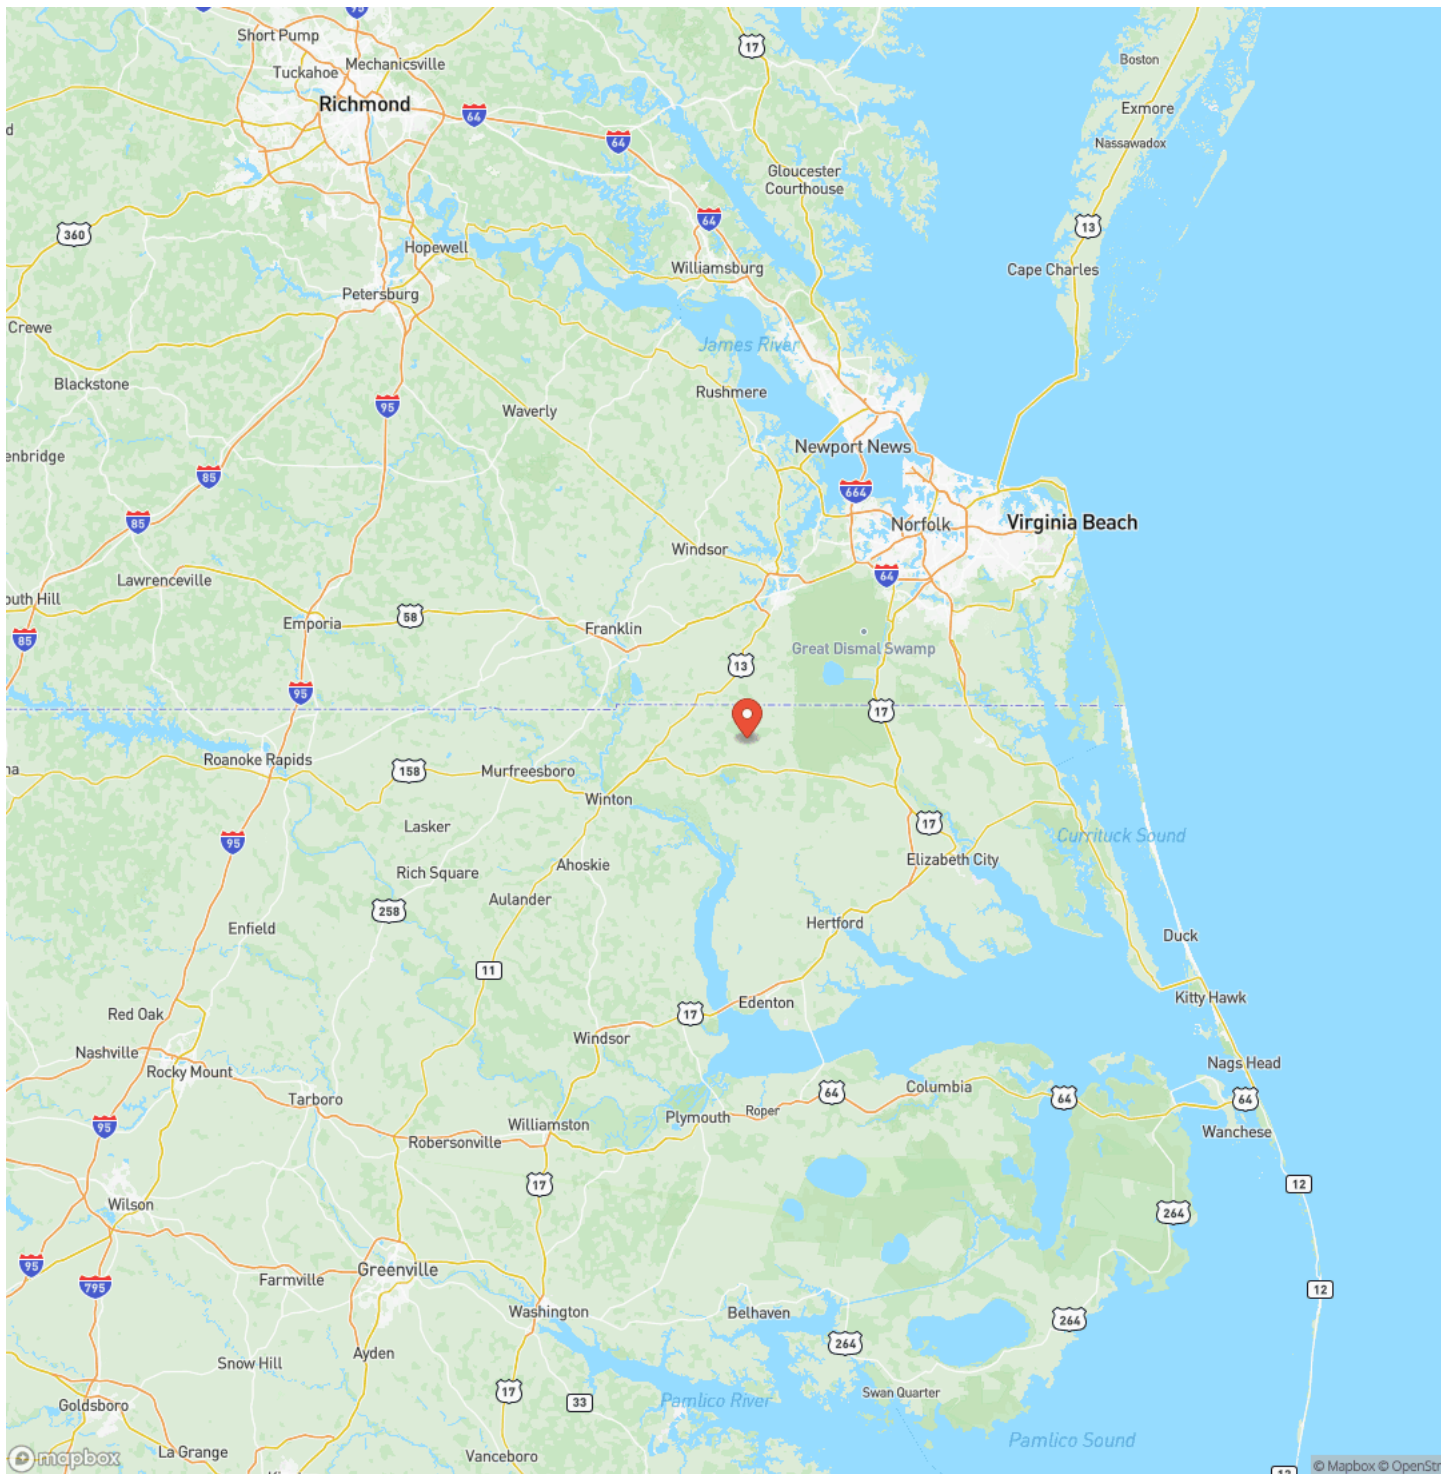 95
Short Pump
17
Boston
Mechanicsville
Tuckahoe
Richmond
Exmore
64
64
Nassawadox
Gloucester
Courthouse
64
13
360
Hopewell
Williamsburg
Cape Charles
Petersburg
Crewe
James River
Blackstone
Rushmere
95
Waverly
Newport News
enbridge
85
664
85
Norfolk
Virginia Beach
Windsor
64
Lawrenceville
outh Hill
58
Emporia
Franklin
85
Great Dismal Swamp
13
95
17
Roanoke Rapids
158
Murfreesboro
na
Winton
17
Lasker
Currituck Sound
95
Elizabeth City
Ahoskie
Rich Square
Aulander
258
Hertford
Enfield
Duck
11
Kitty Hawk
Edenton
Red Oak
17
Windsor
Nashville
Nags Head
Rocky Mount
Columbia
64
64
64
Tarboro
Roper
Plymouth
95
Williamston
Wanchese
Robersonville
17
12
Wilson
264
95
Greenville
Farmville
795
12
Washington
Belhaven
264
264
Ayden
Snow Hill
17
Swan Quarter
33
Pamlico River
Goldsboro
Pamlico Sound
La Grange
Vanceboro
mapbox
© Mapbox © OpenStr